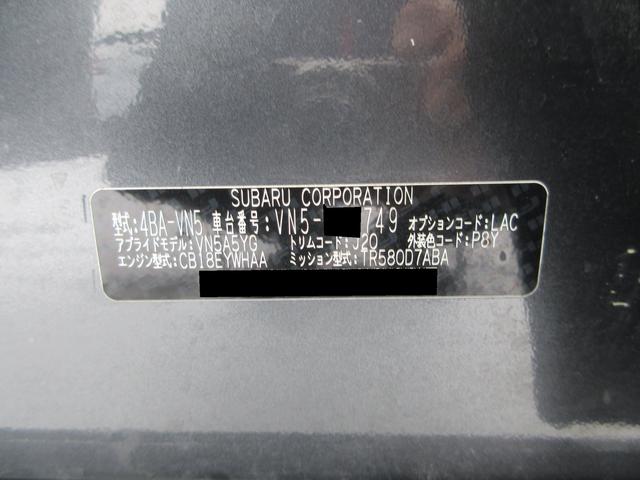 SUBARU CORPORATION
型式:4BA-VN5 車台番号:VN5- 749 オプションコード:LAC
アプライドモデル:VN5A5YG トリムコード:J20 外装色コード:P8Y
エンジン型式:CB18EYWHAA ミッション型式:TR580D7ABA